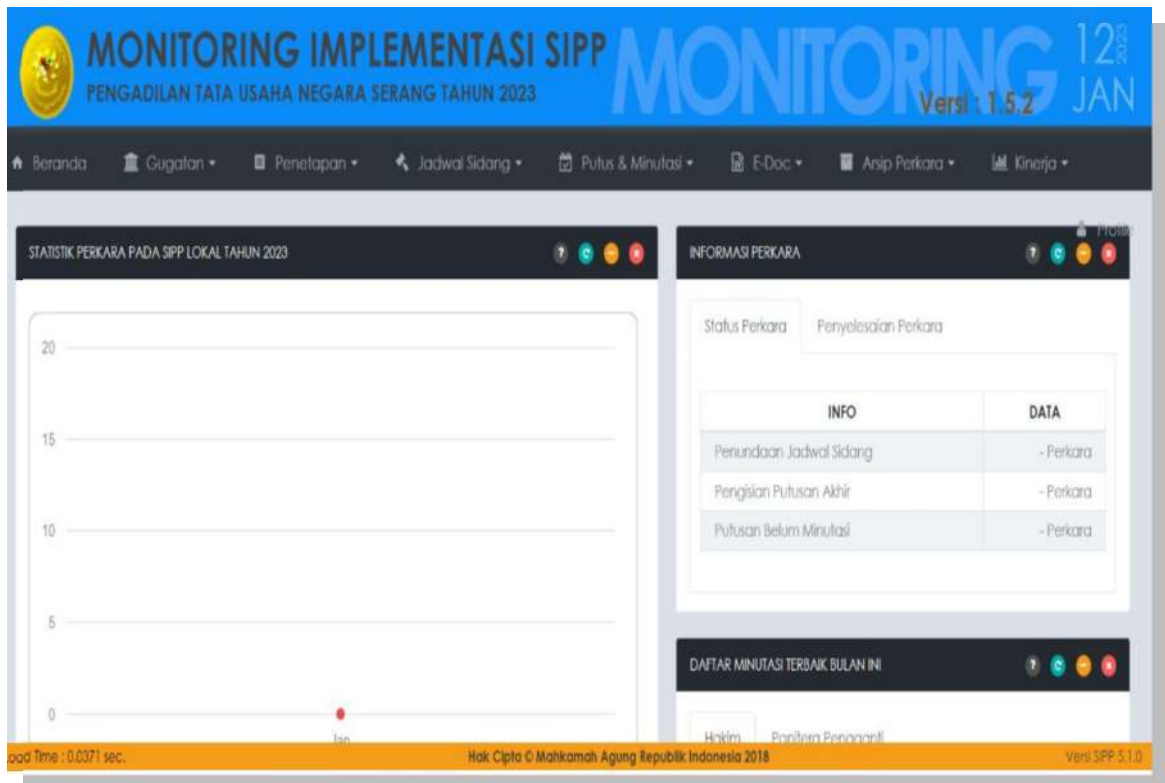 MONITORING IMPLEMENTASI SIPP
PENGADILAN TATA USAHA NEGARA SERANG TAHUN 2023
MONITORING
Versi : 1.5.2
12 2023
JAN
Beranda Gugatan Penetapan Jadwal Sidang Putus & Minutasi E-Doc Arsip Perkara Kinerja
Profile
STATISTIK PERKARA PADA SIPP LOKAL TAHUN 2023
20
15
10
5
0
Jan
INFORMASI PERKARA
Status Perkara Penyelesaian Perkara
INFO DATA
Penundaan Jadwal Sidang - Perkara
Pengisian Putusan Akhir - Perkara
Putusan Belum Minutasi - Perkara
DAFTAR MINUTASI TERBAIK BULAN INI
Hakim Panitera Pengganti
Load Time : 0.0371 sec. Hak Cipta © Mahkamah Agung Republik Indonesia 2018 Versi SIPP 5.1.0